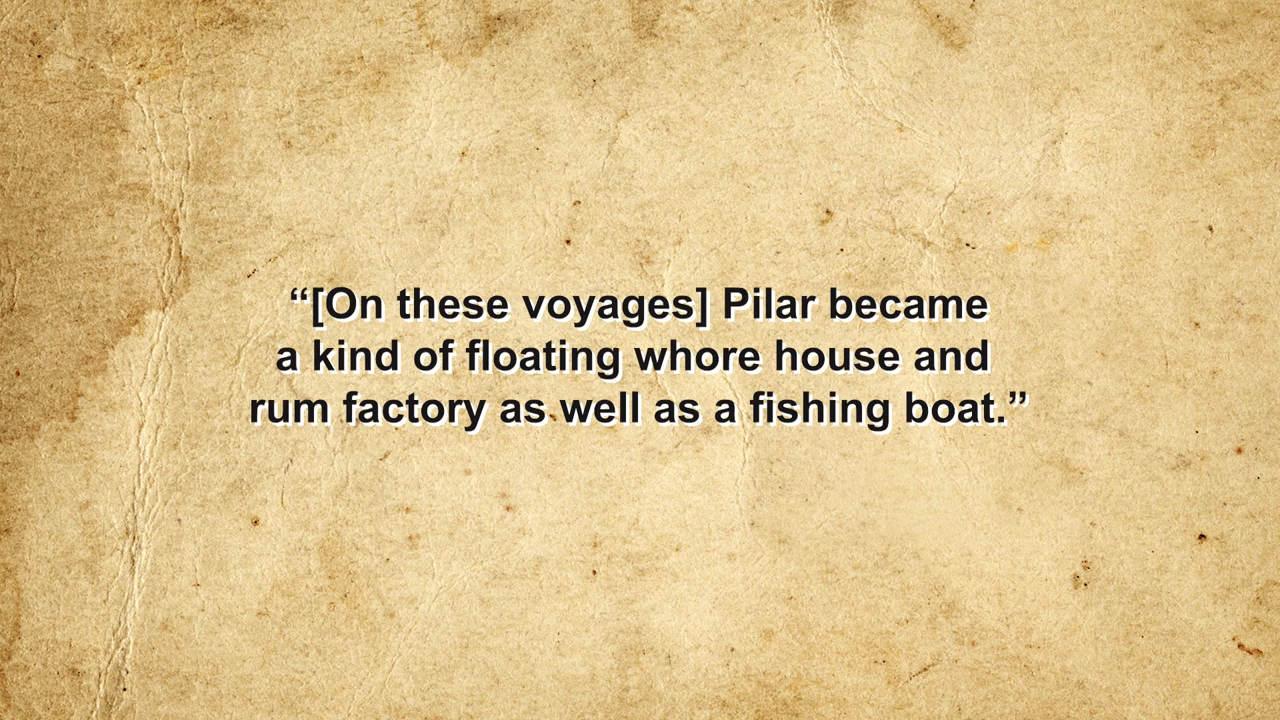 “[On these voyages] Pilar became
a kind of floating whore house and
rum factory as well as a fishing boat.”